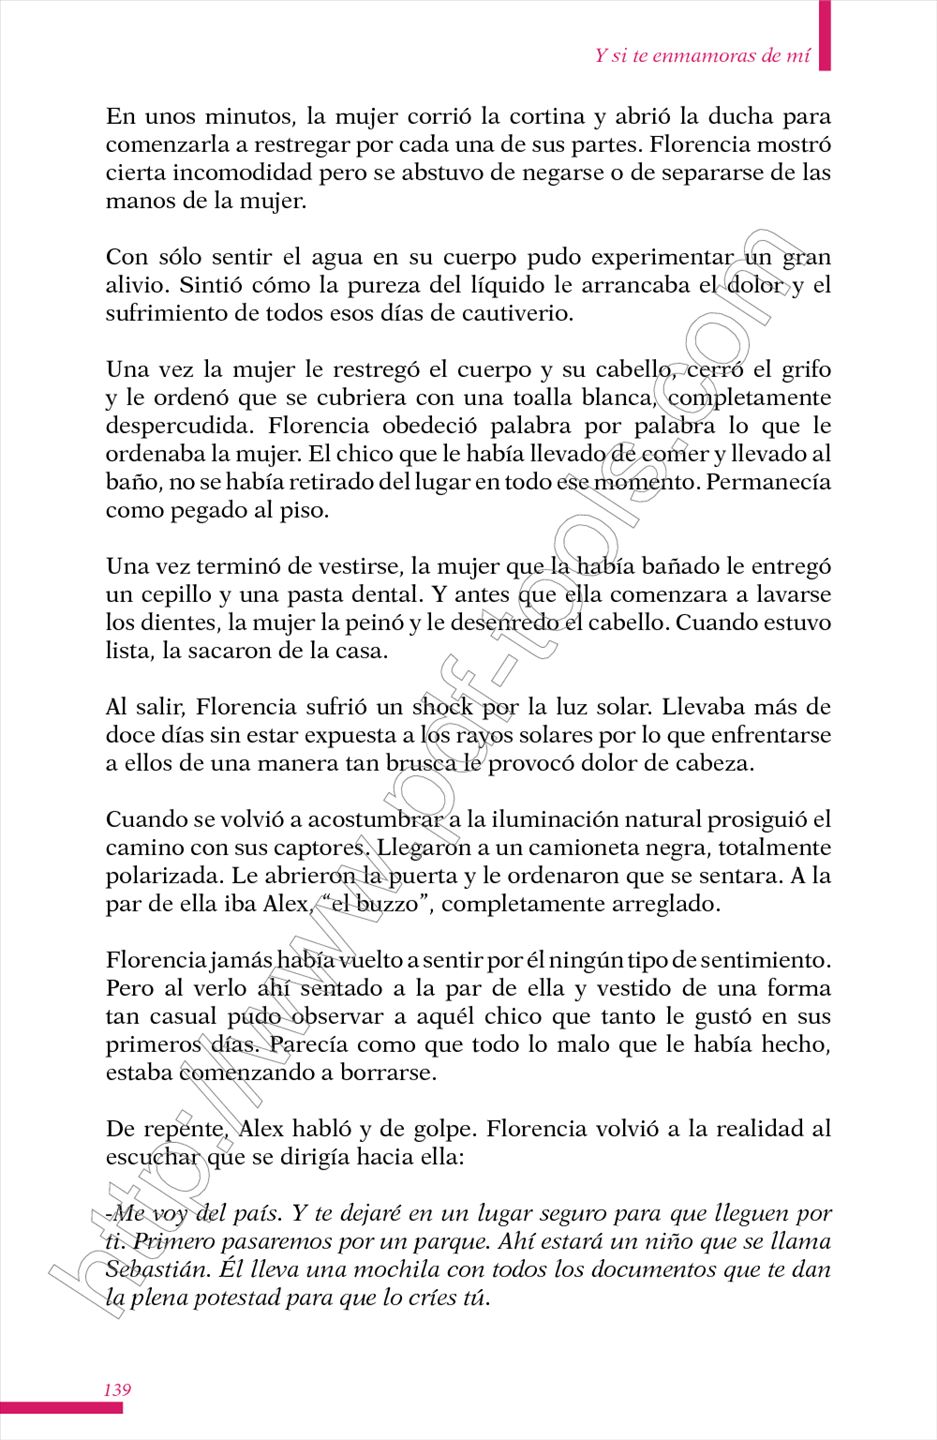 Y si te enmamoras de mí
En unos minutos, la mujer corrió la cortina y abrió la ducha para
comenzarla a restregar por cada una de sus partes. Florencia mostró
cierta incomodidad pero se abstuvo de negarse o de separarse de las
manos de la mujer.
Con sólo sentir el agua en su cuerpo pudo experimentar un gran
alivio. Sintió cómo la pureza del líquido le arrancaba el dolor y el
sufrimiento de todos esos días de cautiverio.
Una vez la mujer le restregó el cuerpo y su cabello, cerró el grifo
y le ordenó que se cubriera con una toalla blanca, completamente
despercudida. Florencia obedeció palabra por palabra lo que le
ordenaba la mujer. El chico que le había llevado de comer y llevado al
baño, no se había retirado del lugar en todo ese momento. Permanecía
como pegado al piso.
Una vez terminó de vestirse, la mujer que la había bañado le entregó
un cepillo y una pasta dental. Y antes que ella comenzara a lavarse
los dientes, la mujer la peinó y le desenredo el cabello. Cuando estuvo
lista, la sacaron de la casa.
Al salir, Florencia sufrió un shock por la luz solar. Llevaba más de
doce días sin estar expuesta a los rayos solares por lo que enfrentarse
a ellos de una manera tan brusca le provocó dolor de cabeza.
Cuando se volvió a acostumbrar a la iluminación natural prosiguió el
camino con sus captores. Llegaron a un camioneta negra, totalmente
polarizada. Le abrieron la puerta y le ordenaron que se sentara. A la
par de ella iba Alex, “el buzzo”, completamente arreglado.
Florencia jamás había vuelto a sentir por él ningún tipo de sentimiento.
Pero al verlo ahí sentado a la par de ella y vestido de una forma
tan casual pudo observar a aquél chico que tanto le gustó en sus
primeros días. Parecía como que todo lo malo que le había hecho,
estaba comenzando a borrarse.
De repente, Alex habló y de golpe. Florencia volvió a la realidad al
escuchar que se dirigía hacia ella:
-Me voy del país. Y te dejaré en un lugar seguro para que lleguen por
ti. Primero pasaremos por un parque. Ahí estará un niño que se llama
Sebastián. Él lleva una mochila con todos los documentos que te dan
la plena potestad para que lo críes tú.
139
http://www.pdf-tools.com